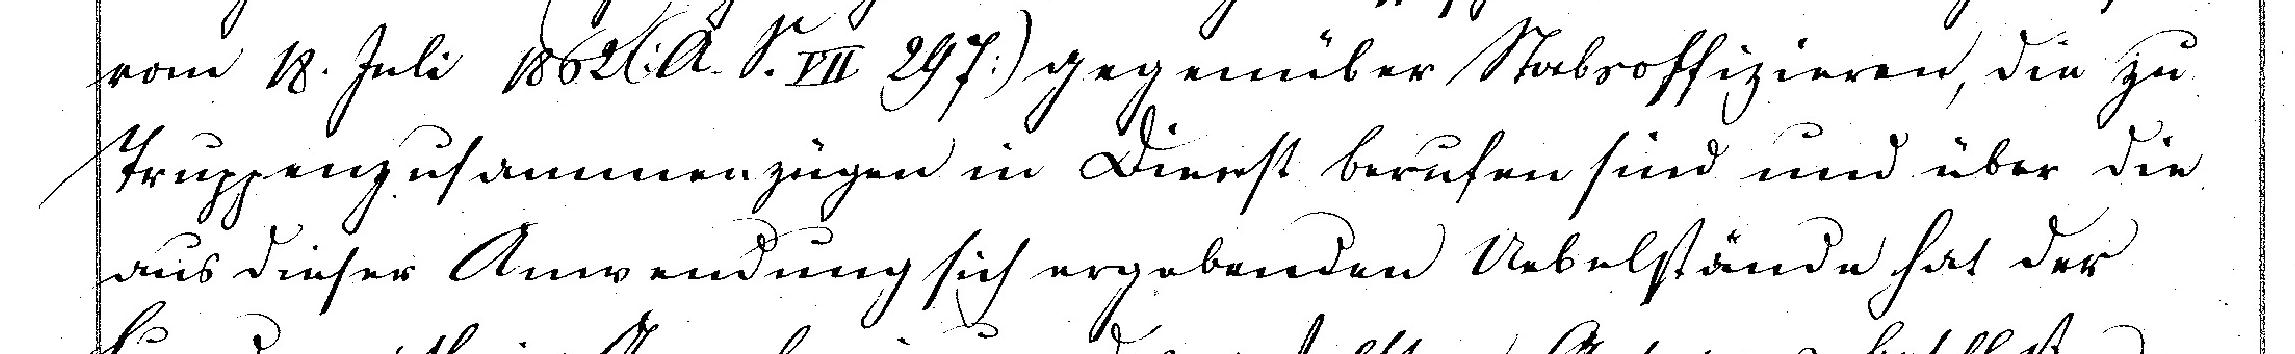 vom 18. Juli 1862 (: A. S. VII 297 :) gegenüber Stabsoffizieren, die zu
Truppenzusammenzügen in Dienst berufen sind und über die
aus dieser Anwendung sich ergebenden Uebelstände hat der